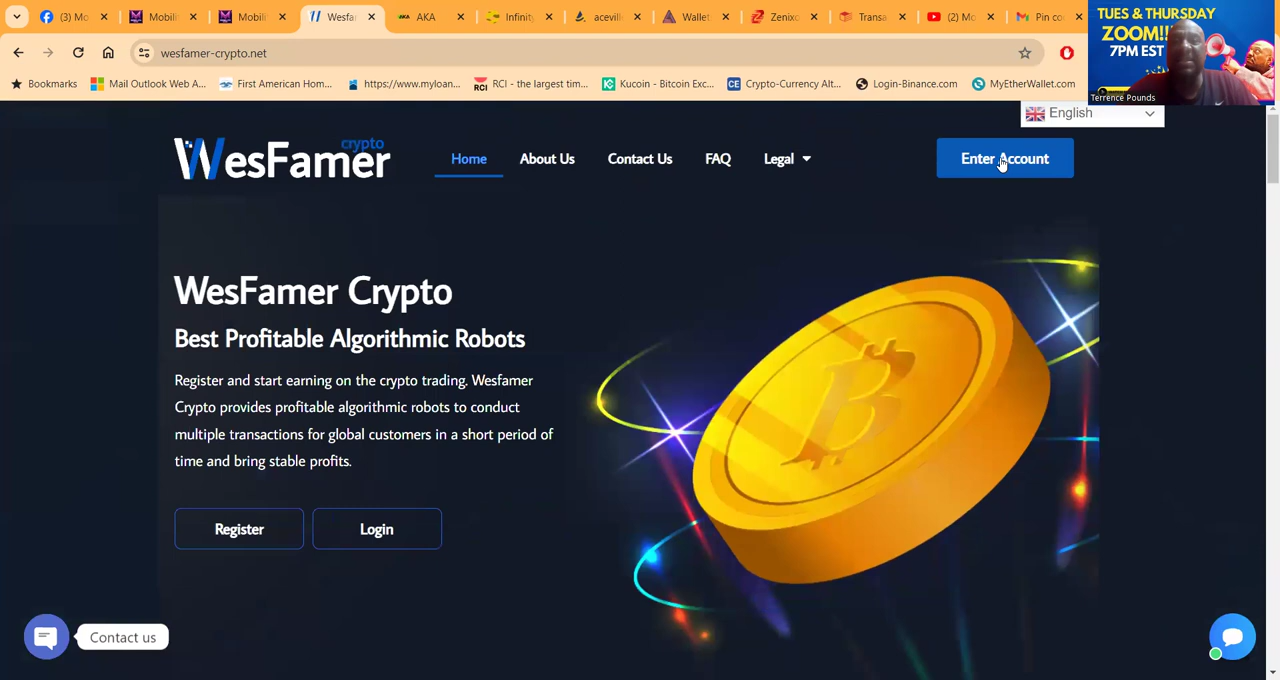 (3) Mo
Mobili
Mobili
Wesfar
AKA
Infinity
aceville
Wallet
Zenixo
Transa
(2) Mo
Pin co
wesfamer-crypto.net
Bookmarks
Mail Outlook Web A...
First American Hom...
https://www.myloan...
RCI
RCI - the largest tim...
Kucoin - Bitcoin Exc...
CE
Crypto-Currency Alt...
Login-Binance.com
MyEtherWallet.com
TUES & THURSDAY
ZOOM!!!
7PM EST
Terrence Pounds
English
crypto
WesFamer
Home
About Us
Contact Us
FAQ
Legal
Enter Account
WesFamer Crypto
Best Profitable Algorithmic Robots
Register and start earning on the crypto trading. Wesfamer
Crypto provides profitable algorithmic robots to conduct
multiple transactions for global customers in a short period of
time and bring stable profits.
Register
Login
Contact us